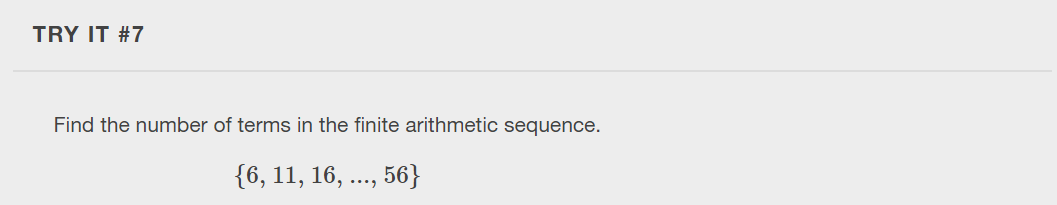 TRY IT #7
Find the number of terms in the finite arithmetic sequence.
{6, 11, 16, ..., 56}